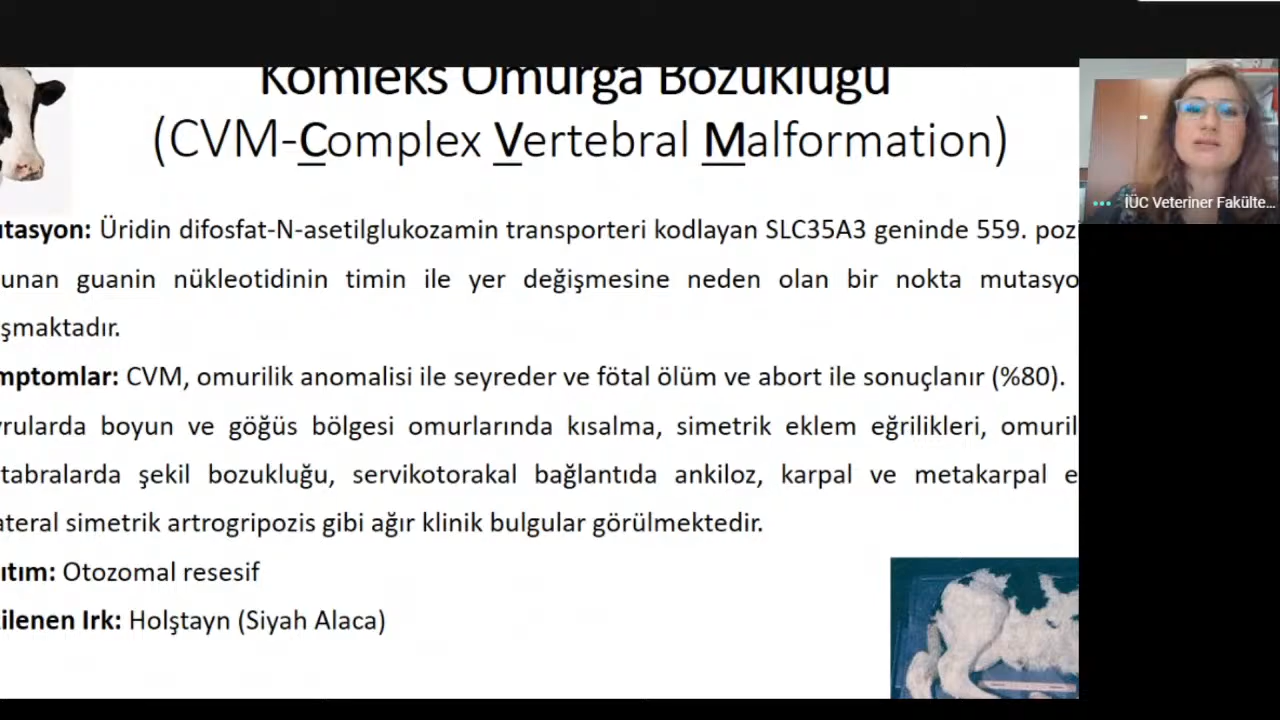 Komleks Omurga Bozukluğu
(CVM-Complex Vertebral Malformation)
İÜC Veteriner Fakülte...
tasyon: Üridin difosfat-N-asetilglukozamin transporteri kodlayan SLC35A3 geninde 559. poz
unan guanin nükleotidinin timin ile yer değişmesine neden olan bir nokta mutasyo
şmaktadır.
mptomlar: CVM, omurilik anomalisi ile seyreder ve fötal ölüm ve abort ile sonuçlanır (%80).
rularda boyun ve göğüs bölgesi omurlarında kısalma, simetrik eklem eğrilikleri, omuril
tabralarda şekil bozukluğu, servikotorakal bağlantıda ankiloz, karpal ve metakarpal e
ateral simetrik artrogripozis gibi ağır klinik bulgular görülmektedir.
ıtım: Otozomal resesif
ilenen Irk: Holştayn (Siyah Alaca)